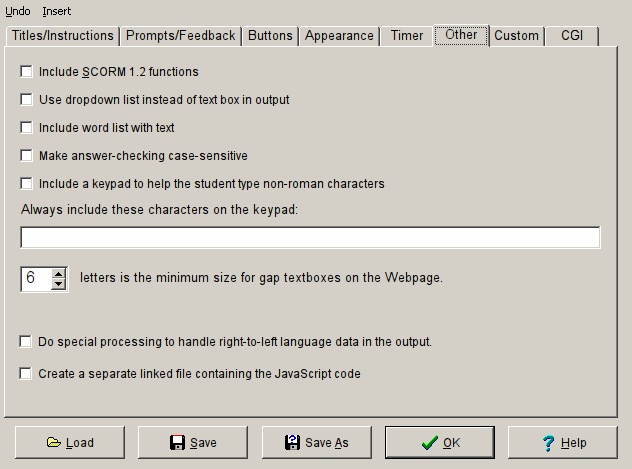 Undo Insert
Titles/Instructions Prompts/Feedback Buttons Appearance Timer Other Custom CGI
Include SCORM 1.2 functions
Use dropdown list instead of text box in output
Include word list with text
Make answer-checking case-sensitive
Include a keypad to help the student type non-roman characters
Always include these characters on the keypad:
6 letters is the minimum size for gap textboxes on the Webpage.
Do special processing to handle right-to-left language data in the output.
Create a separate linked file containing the JavaScript code
Load Save Save As OK Help